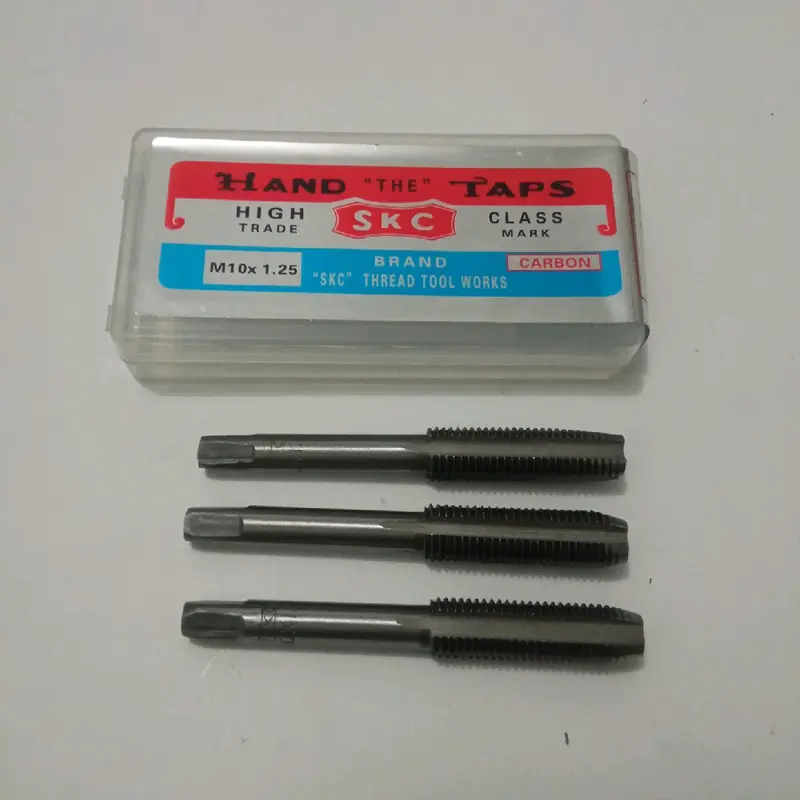 HAND "THE" TAPS
HIGH SKC CLASS
TRADE MARK
BRAND CARBON
M10x 1.25
"SKC" THREAD TOOL WORKS